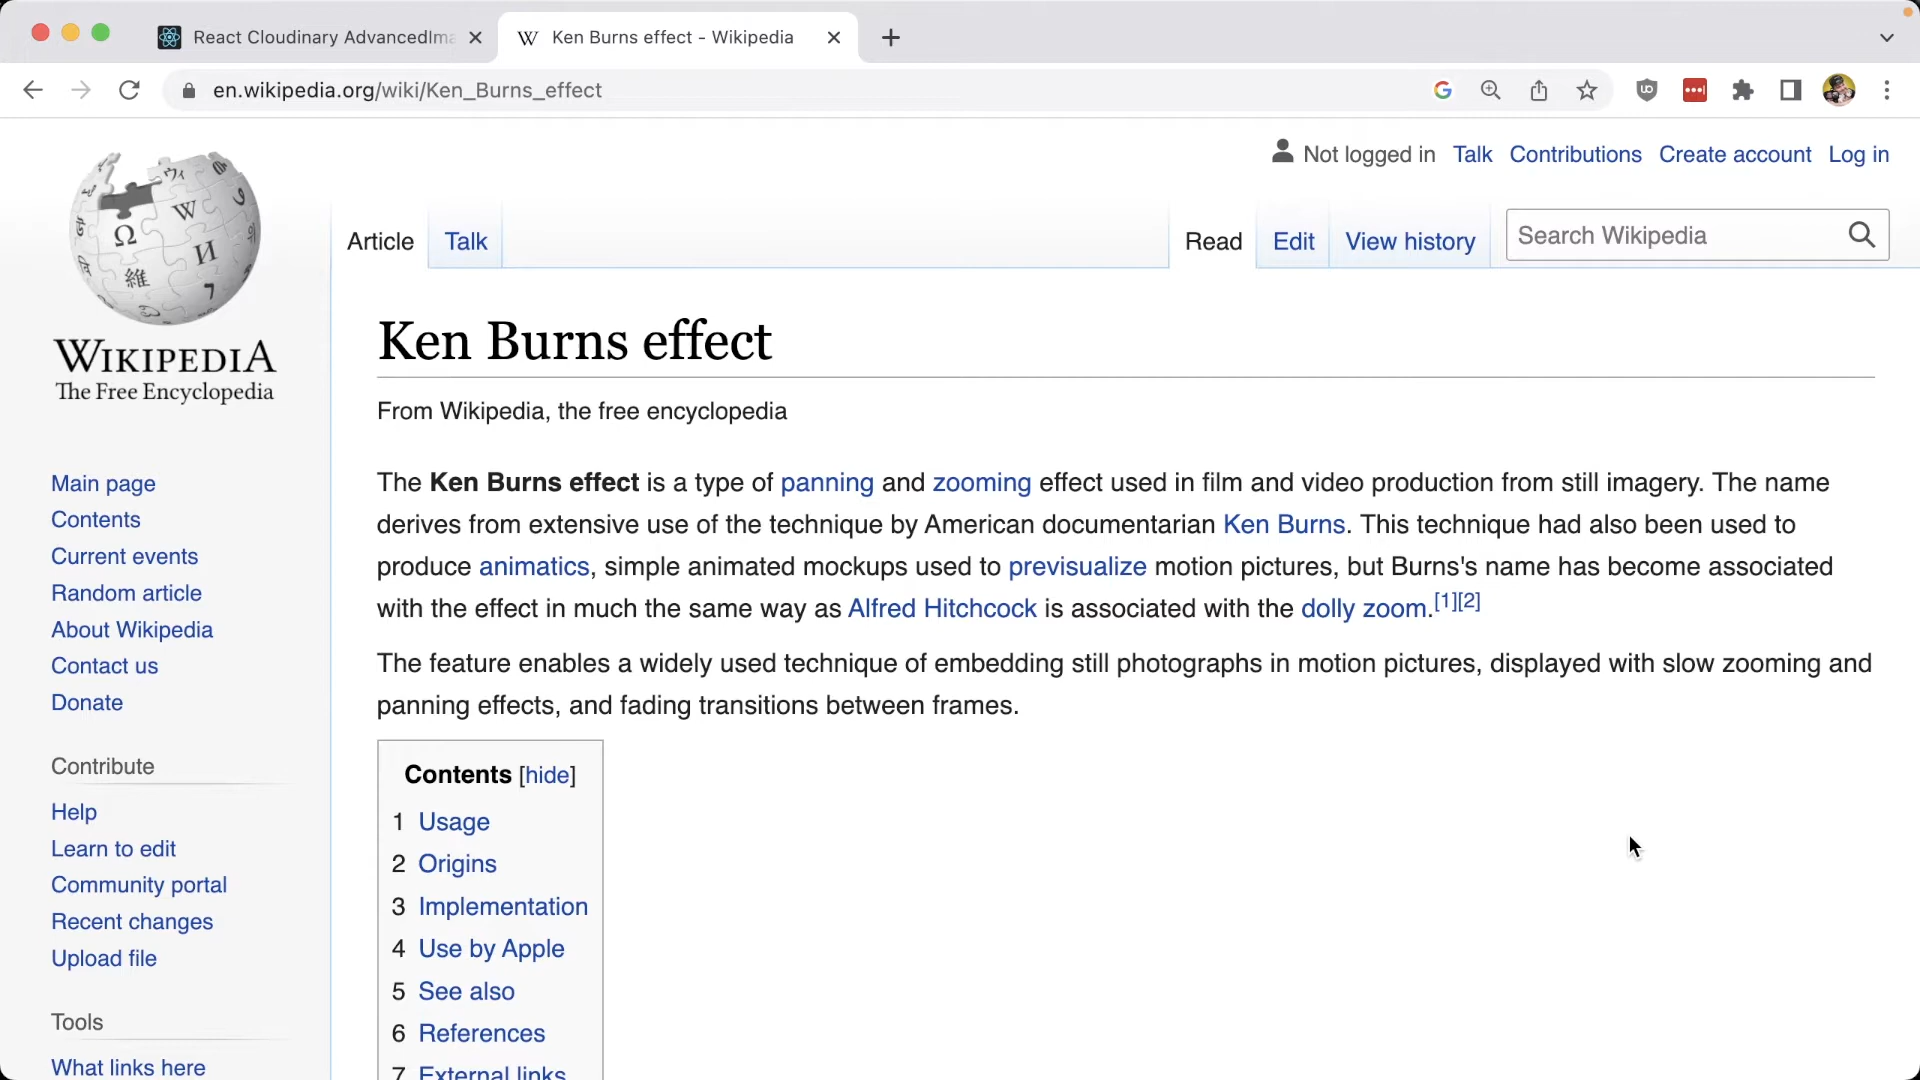 React Cloudinary AdvancedIma
Ken Burns effect - Wikipedia
en.wikipedia.org/wiki/Ken_Burns_effect
Not logged in Talk Contributions Create account Log in
Article Talk Read Edit View history Search Wikipedia
WIKIPEDIA
The Free Encyclopedia
Main page
Contents
Current events
Random article
About Wikipedia
Contact us
Donate
Contribute
Help
Learn to edit
Community portal
Recent changes
Upload file
Tools
What links here
Ken Burns effect
From Wikipedia, the free encyclopedia
The Ken Burns effect is a type of panning and zooming effect used in film and video production from still imagery. The name
derives from extensive use of the technique by American documentarian Ken Burns. This technique had also been used to
produce animatics, simple animated mockups used to previsualize motion pictures, but Burns's name has become associated
with the effect in much the same way as Alfred Hitchcock is associated with the dolly zoom.[1][2]
The feature enables a widely used technique of embedding still photographs in motion pictures, displayed with slow zooming and
panning effects, and fading transitions between frames.
Contents [hide]
1 Usage
2 Origins
3 Implementation
4 Use by Apple
5 See also
6 References
7 External links